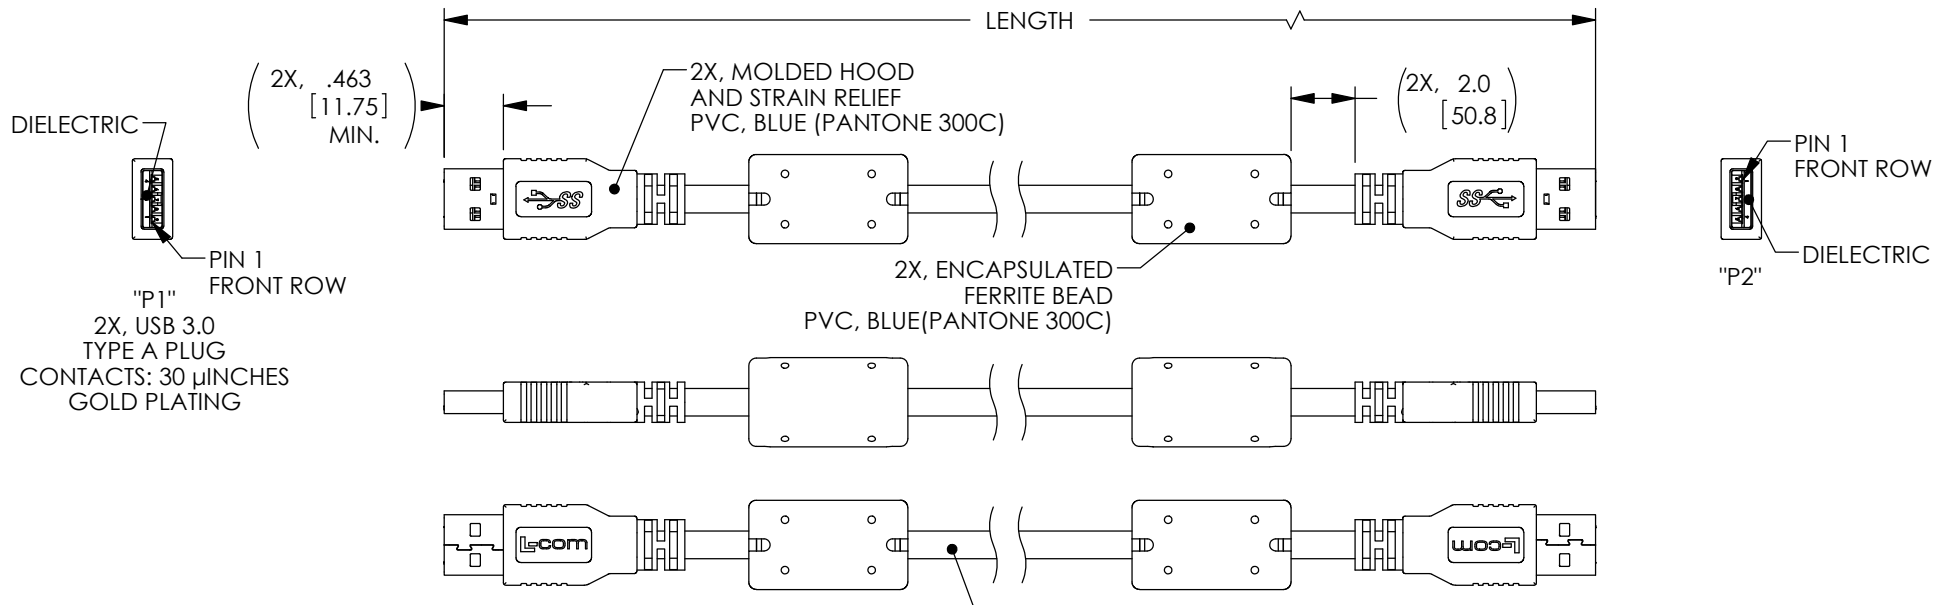 LENGTH
2X, .463
[11.75]
MIN.
2X, MOLDED HOOD
AND STRAIN RELIEF
PVC, BLUE (PANTONE 300C)
2X, 2.0
[50.8]
DIELECTRIC
PIN 1
FRONT ROW
SS
SS
PIN 1
FRONT ROW
DIELECTRIC
"P1"
2X, USB 3.0
TYPE A PLUG
CONTACTS: 30 µINCHES
GOLD PLATING
2X, ENCAPSULATED
FERRITE BEAD
PVC, BLUE(PANTONE 300C)
"P2"
L-com
L-com